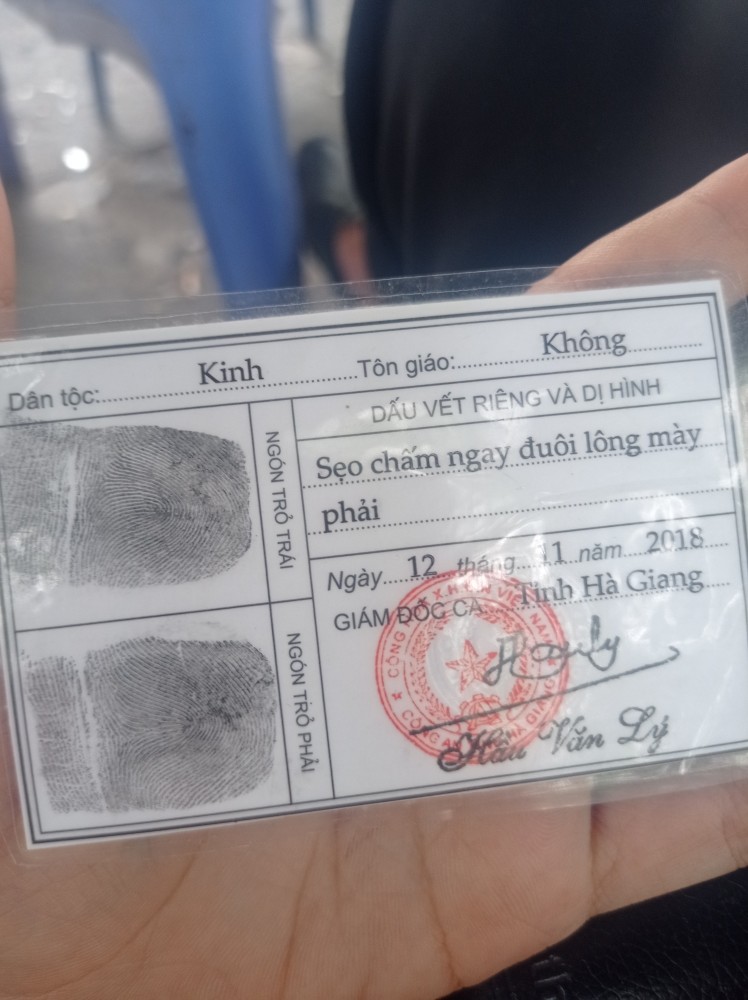 Dân tộc: Kinh Tôn giáo: Không
NGÓN TRỎ TRÁI
DẤU VẾT RIÊNG VÀ DỊ HÌNH
Sẹo chấm ngay đuôi lông mày
phải
Ngày 12 tháng 11 năm 2018
GIÁM ĐỐC CA Tỉnh Hà Giang
NGÓN TRỎ PHẢI
Hầu Văn Lý